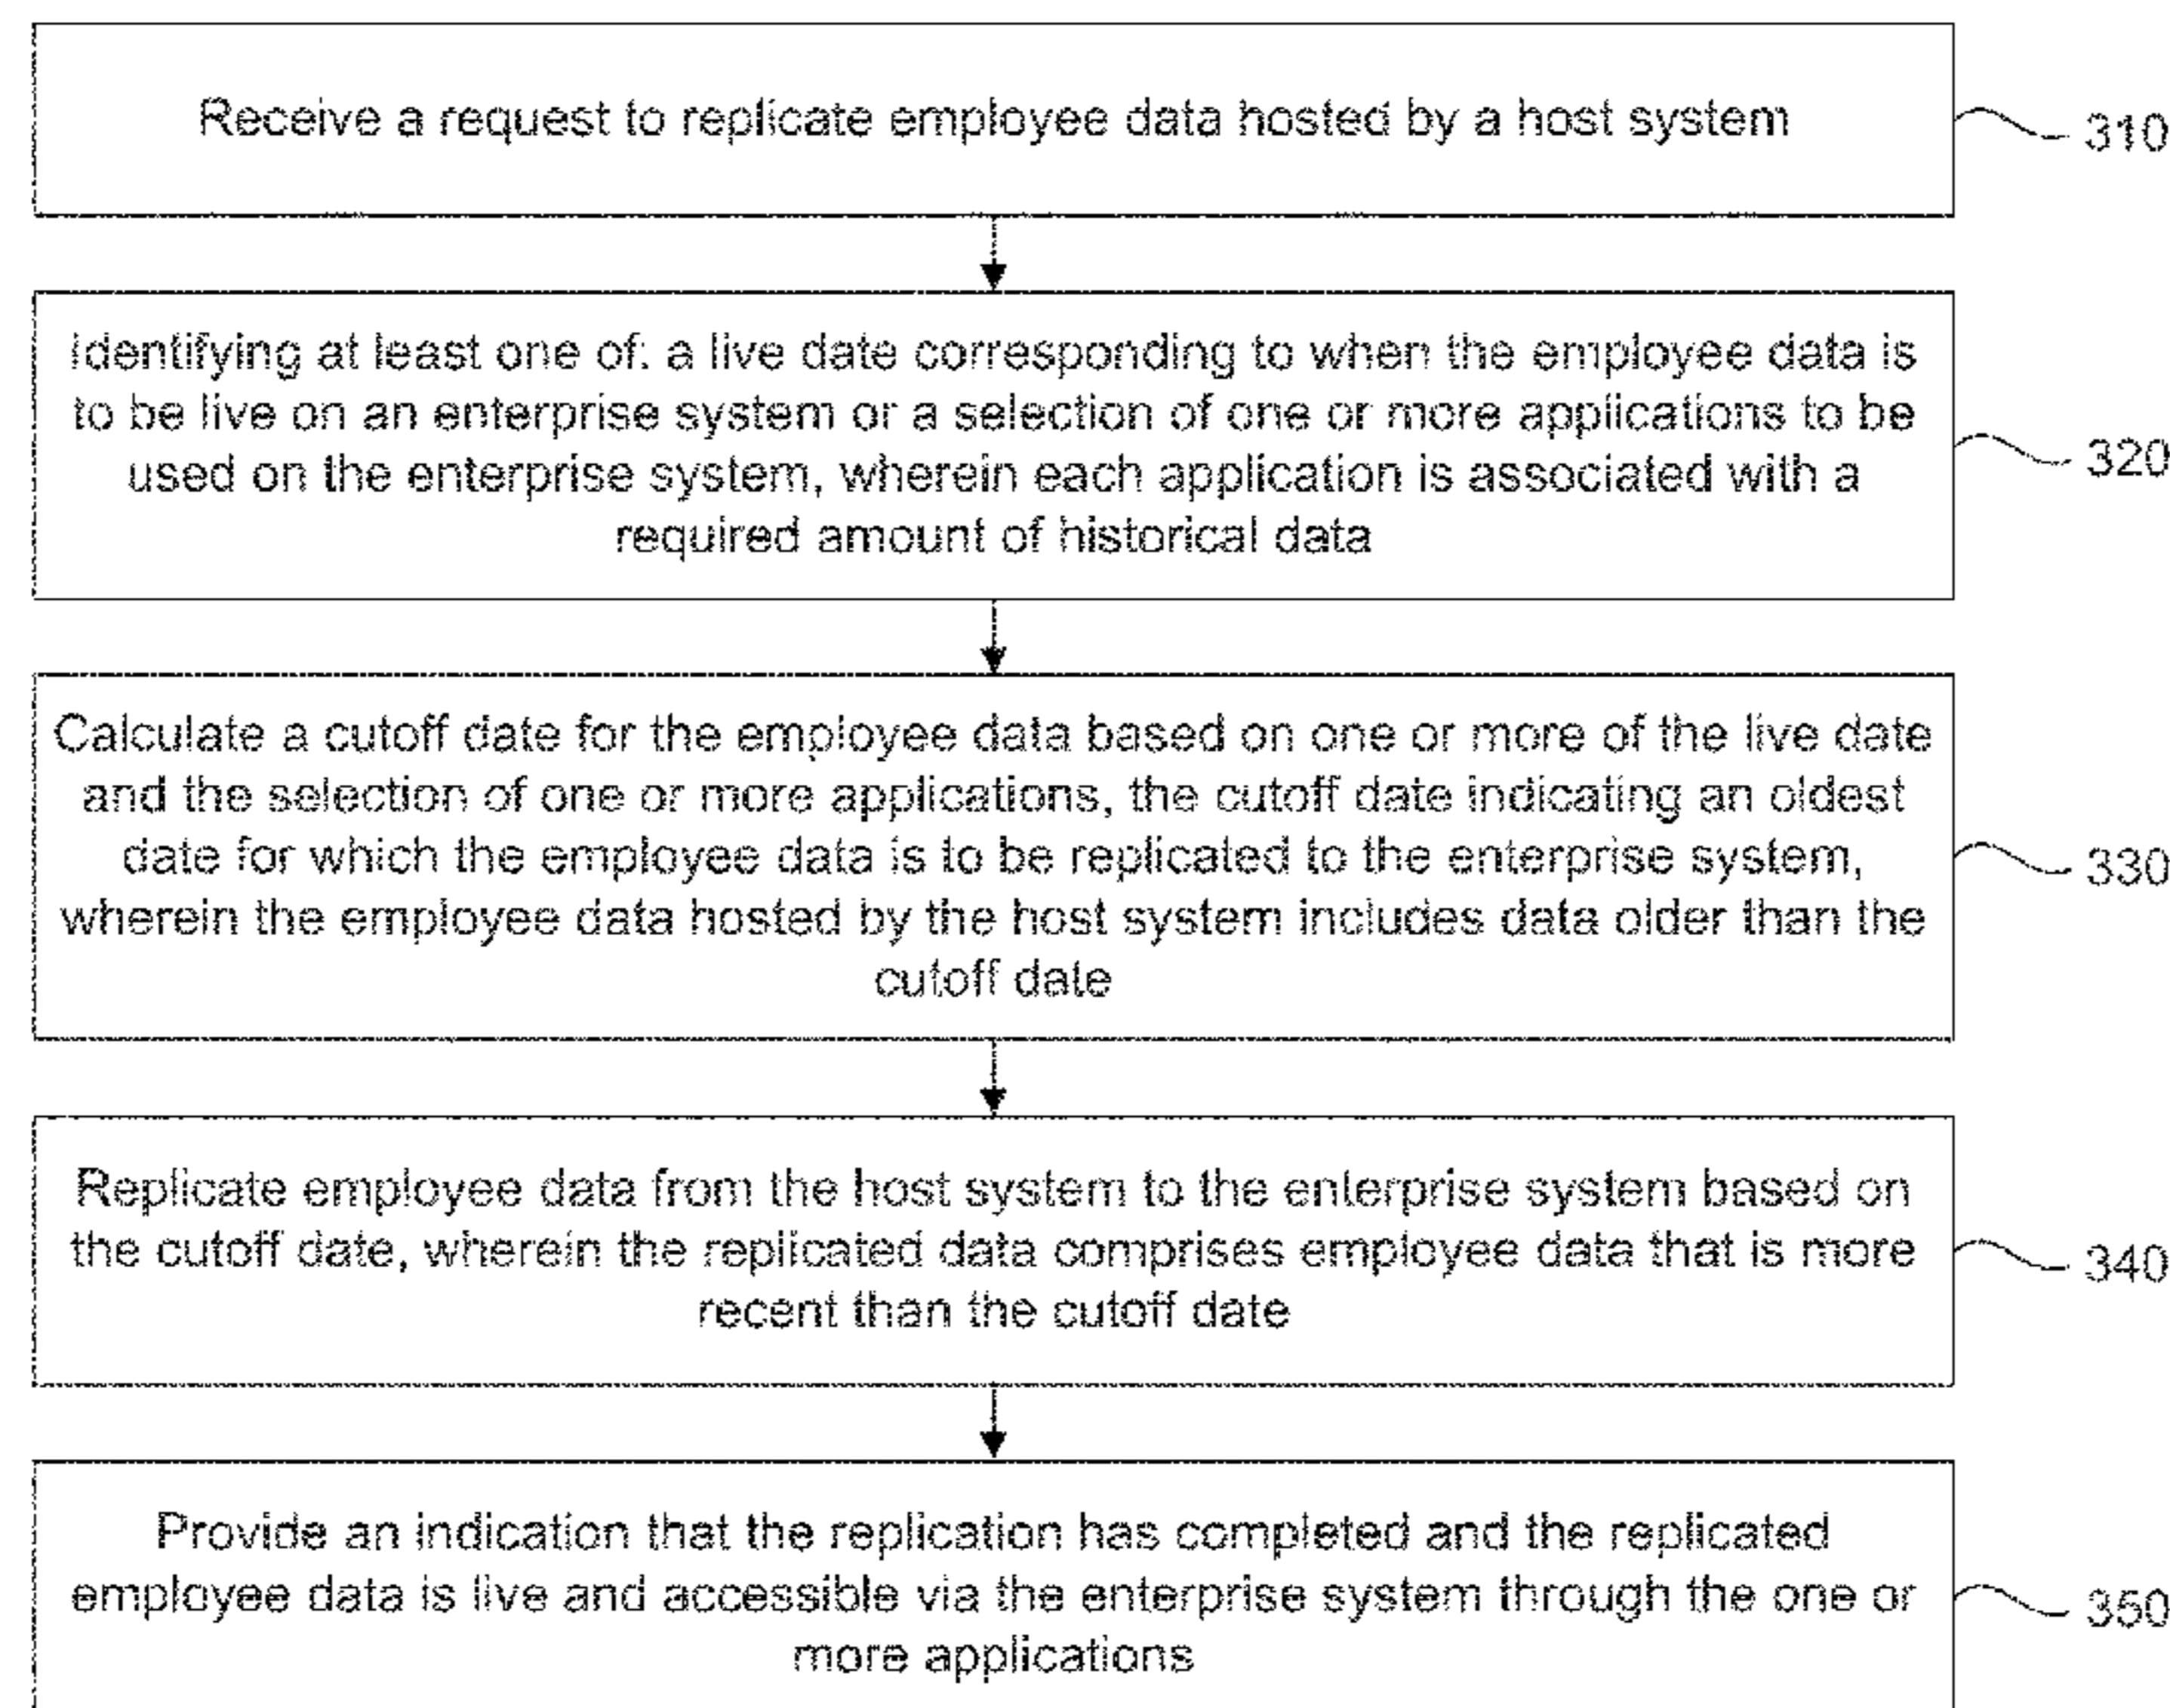 Receive a request to replicate employee data hosted by a host system
310
Identifying at least one of: a live date corresponding to when the employee data is
to be live on an enterprise system or a selection of one or more applications to be
used on the enterprise system, wherein each application is associated with a
required amount of historical data
320
Calculate a cutoff date for the employee data based on one or more of the live date
and the selection of one or more applications, the cutoff date indicating an oldest
date for which the employee data is to be replicated to the enterprise system,
wherein the employee data hosted by the host system includes data older than the
cutoff date
330
Replicate employee data from the host system to the enterprise system based on
the cutoff date, wherein the replicated data comprises employee data that is more
recent than the cutoff date
340
Provide an indication that the replication has completed and the replicated
employee data is live and accessible via the enterprise system through the one or
more applications
350